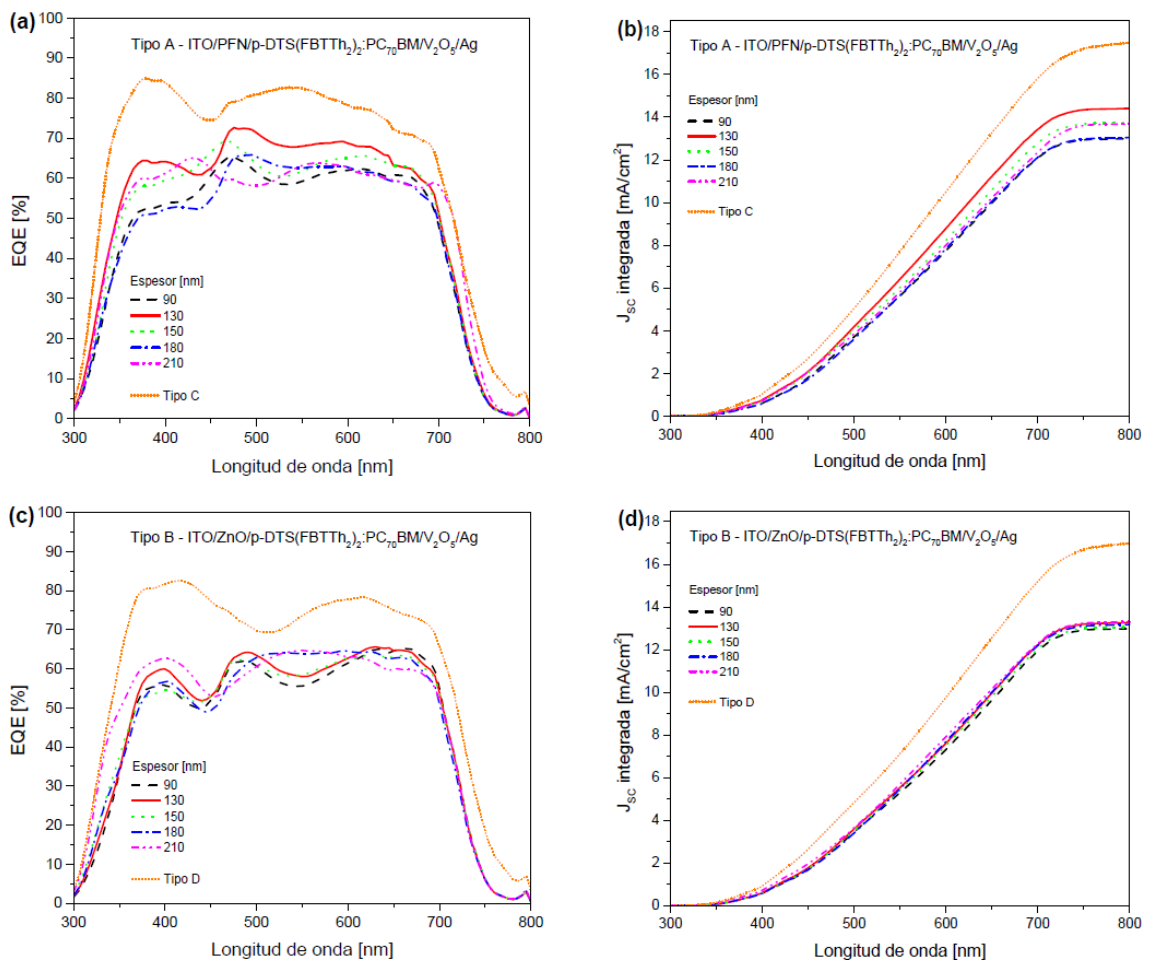 (a)
Tipo A - ITO/PFN/p-DTS(FBTTh₂)₂:PC₇₀BM/V₂O₅/Ag
EQE [%]
100
90
80
70
60
50
40
30
20
10
0
Espesor [nm]
90
130
150
180
210
Tipo C
300 400 500 600 700 800
Longitud de onda [nm]
(b)
Tipo A - ITO/PFN/p-DTS(FBTTh₂)₂:PC₇₀BM/V₂O₅/Ag
J_SC integrada [mA/cm²]
18
16
14
12
10
8
6
4
2
0
Espesor [nm]
90
130
150
180
210
Tipo C
300 400 500 600 700 800
Longitud de onda [nm]
(c)
Tipo B - ITO/ZnO/p-DTS(FBTTh₂)₂:PC₇₀BM/V₂O₅/Ag
EQE [%]
100
90
80
70
60
50
40
30
20
10
0
Espesor [nm]
90
130
150
180
210
Tipo D
300 400 500 600 700 800
Longitud de onda [nm]
(d)
Tipo B - ITO/ZnO/p-DTS(FBTTh₂)₂:PC₇₀BM/V₂O₅/Ag
J_SC integrada [mA/cm²]
18
16
14
12
10
8
6
4
2
0
Espesor [nm]
90
130
150
180
210
Tipo D
300 400 500 600 700 800
Longitud de onda [nm]